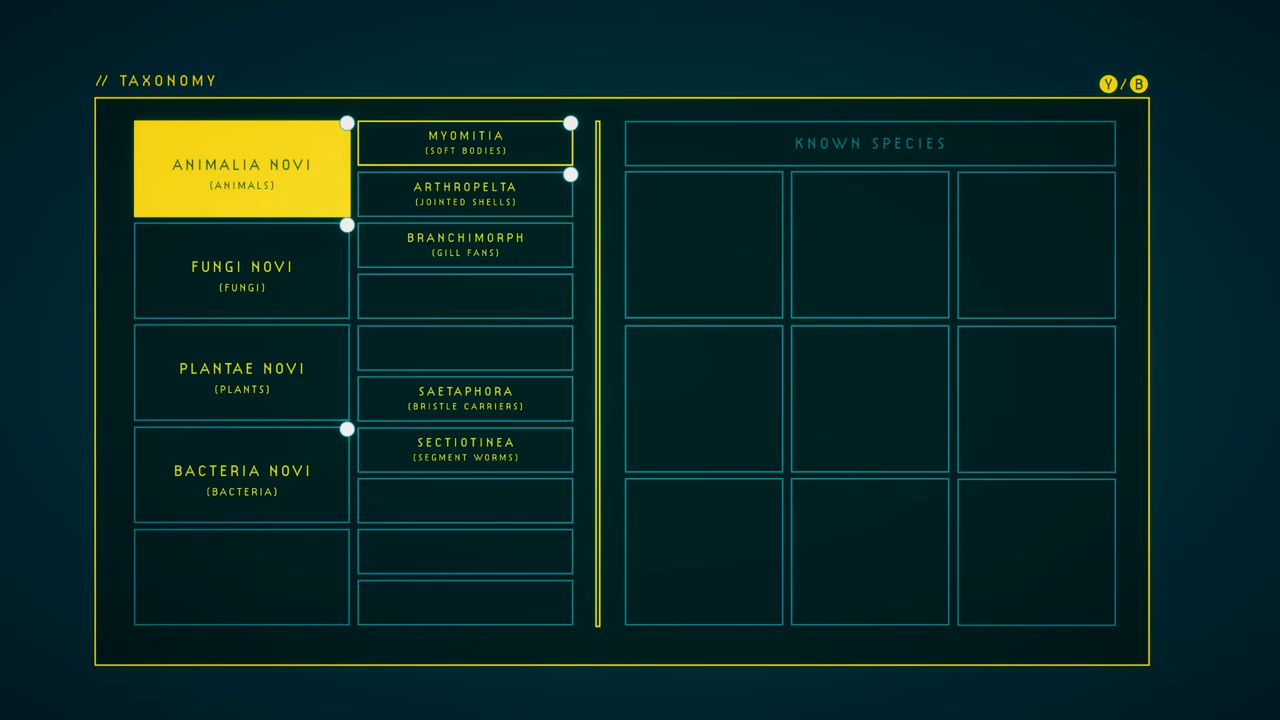 // TAXONOMY
Y / B
ANIMALIA NOVI
(ANIMALS)
FUNGI NOVI
(FUNGI)
PLANTAE NOVI
(PLANTS)
BACTERIA NOVI
(BACTERIA)
MYOMITIA
(SOFT BODIES)
ARTHROPELTA
(JOINTED SHELLS)
BRANCHIMORPH
(GILL FANS)
SAETAPHORA
(BRISTLE CARRIERS)
SECTIOTINEA
(SEGMENT WORMS)
KNOWN SPECIES